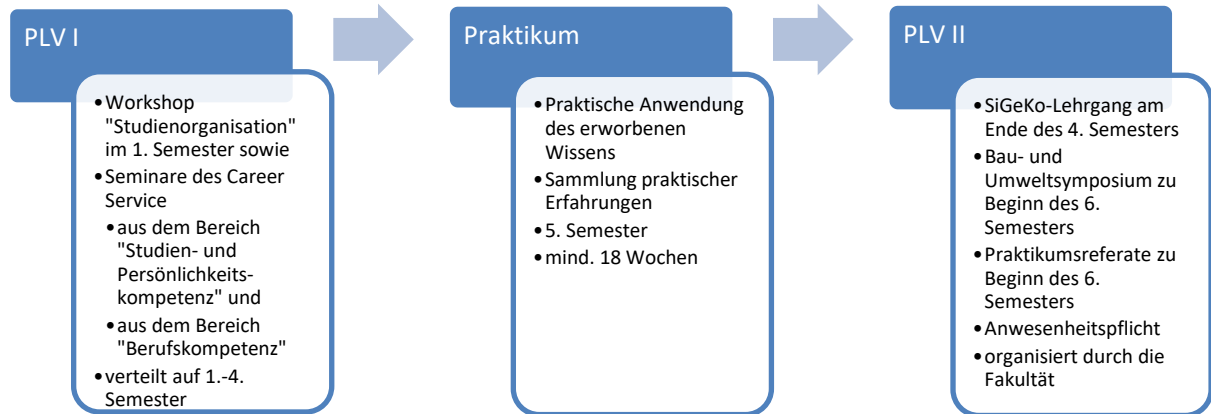 PLV I
•Workshop
"Studienorganisation"
im 1. Semester sowie
•Seminare des Career
Service
•aus dem Bereich
"Studien- und
Persönlichkeits-
kompetenz" und
•aus dem Bereich
"Berufskompetenz"
•verteilt auf 1.-4.
Semester
Praktikum
•Praktische Anwendung
des erworbenen
Wissens
•Sammlung praktischer
Erfahrungen
•5. Semester
•mind. 18 Wochen
PLV II
•SiGeKo-Lehrgang am
Ende des 4. Semesters
•Bau- und
Umweltsymposium zu
Beginn des 6.
Semesters
•Praktikumsreferate zu
Beginn des 6.
Semesters
•Anwesenheitspflicht
•organisiert durch die
Fakultät